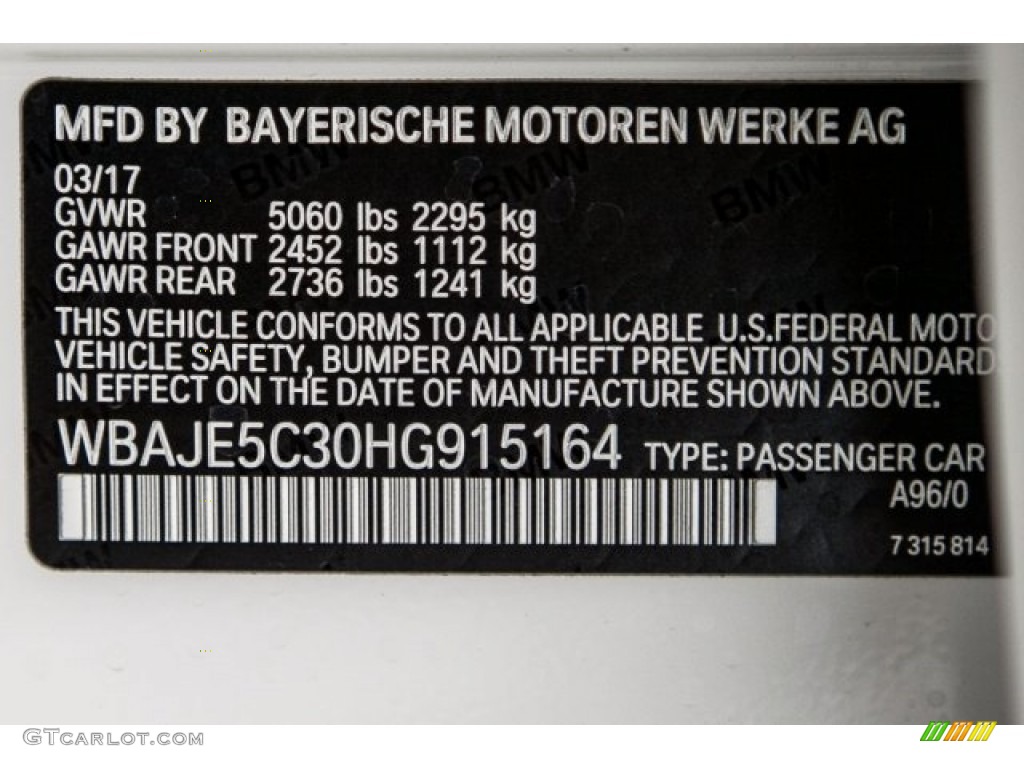 MFD BY BAYERISCHE MOTOREN WERKE AG
03/17
GVWR 5060 lbs 2295 kg
GAWR FRONT 2452 lbs 1112 kg
GAWR REAR 2736 lbs 1241 kg
THIS VEHICLE CONFORMS TO ALL APPLICABLE U.S.FEDERAL MOTO
VEHICLE SAFETY, BUMPER AND THEFT PREVENTION STANDARD
IN EFFECT ON THE DATE OF MANUFACTURE SHOWN ABOVE.
WBAJE5C30HG915164 TYPE: PASSENGER CAR
A96/0
7 315 814
BMW BMW BMW
GTCARLOT.COM